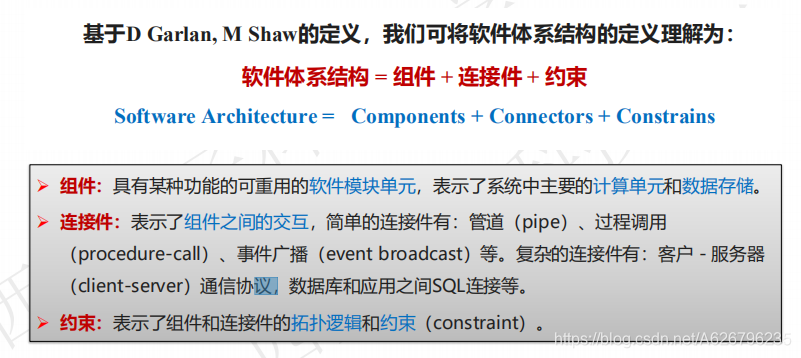 基于D Garlan, M Shaw的定义，我们可将软件体系结构的定义理解为：
软件体系结构 = 组件 + 连接件 + 约束
Software Architecture = Components + Connectors + Constrains
➢ 组件：具有某种功能的可重用的软件模块单元，表示了系统中主要的计算单元和数据存储。
➢ 连接件：表示了组件之间的交互，简单的连接件有：管道（pipe）、过程调用
（procedure-call）、事件广播（event broadcast）等。复杂的连接件有：客户 - 服务器
（client-server）通信协议，数据库和应用之间SQL连接等。
➢ 约束：表示了组件和连接件的拓扑逻辑和约束（constraint）。
https://blog.csdn.net/A626796235